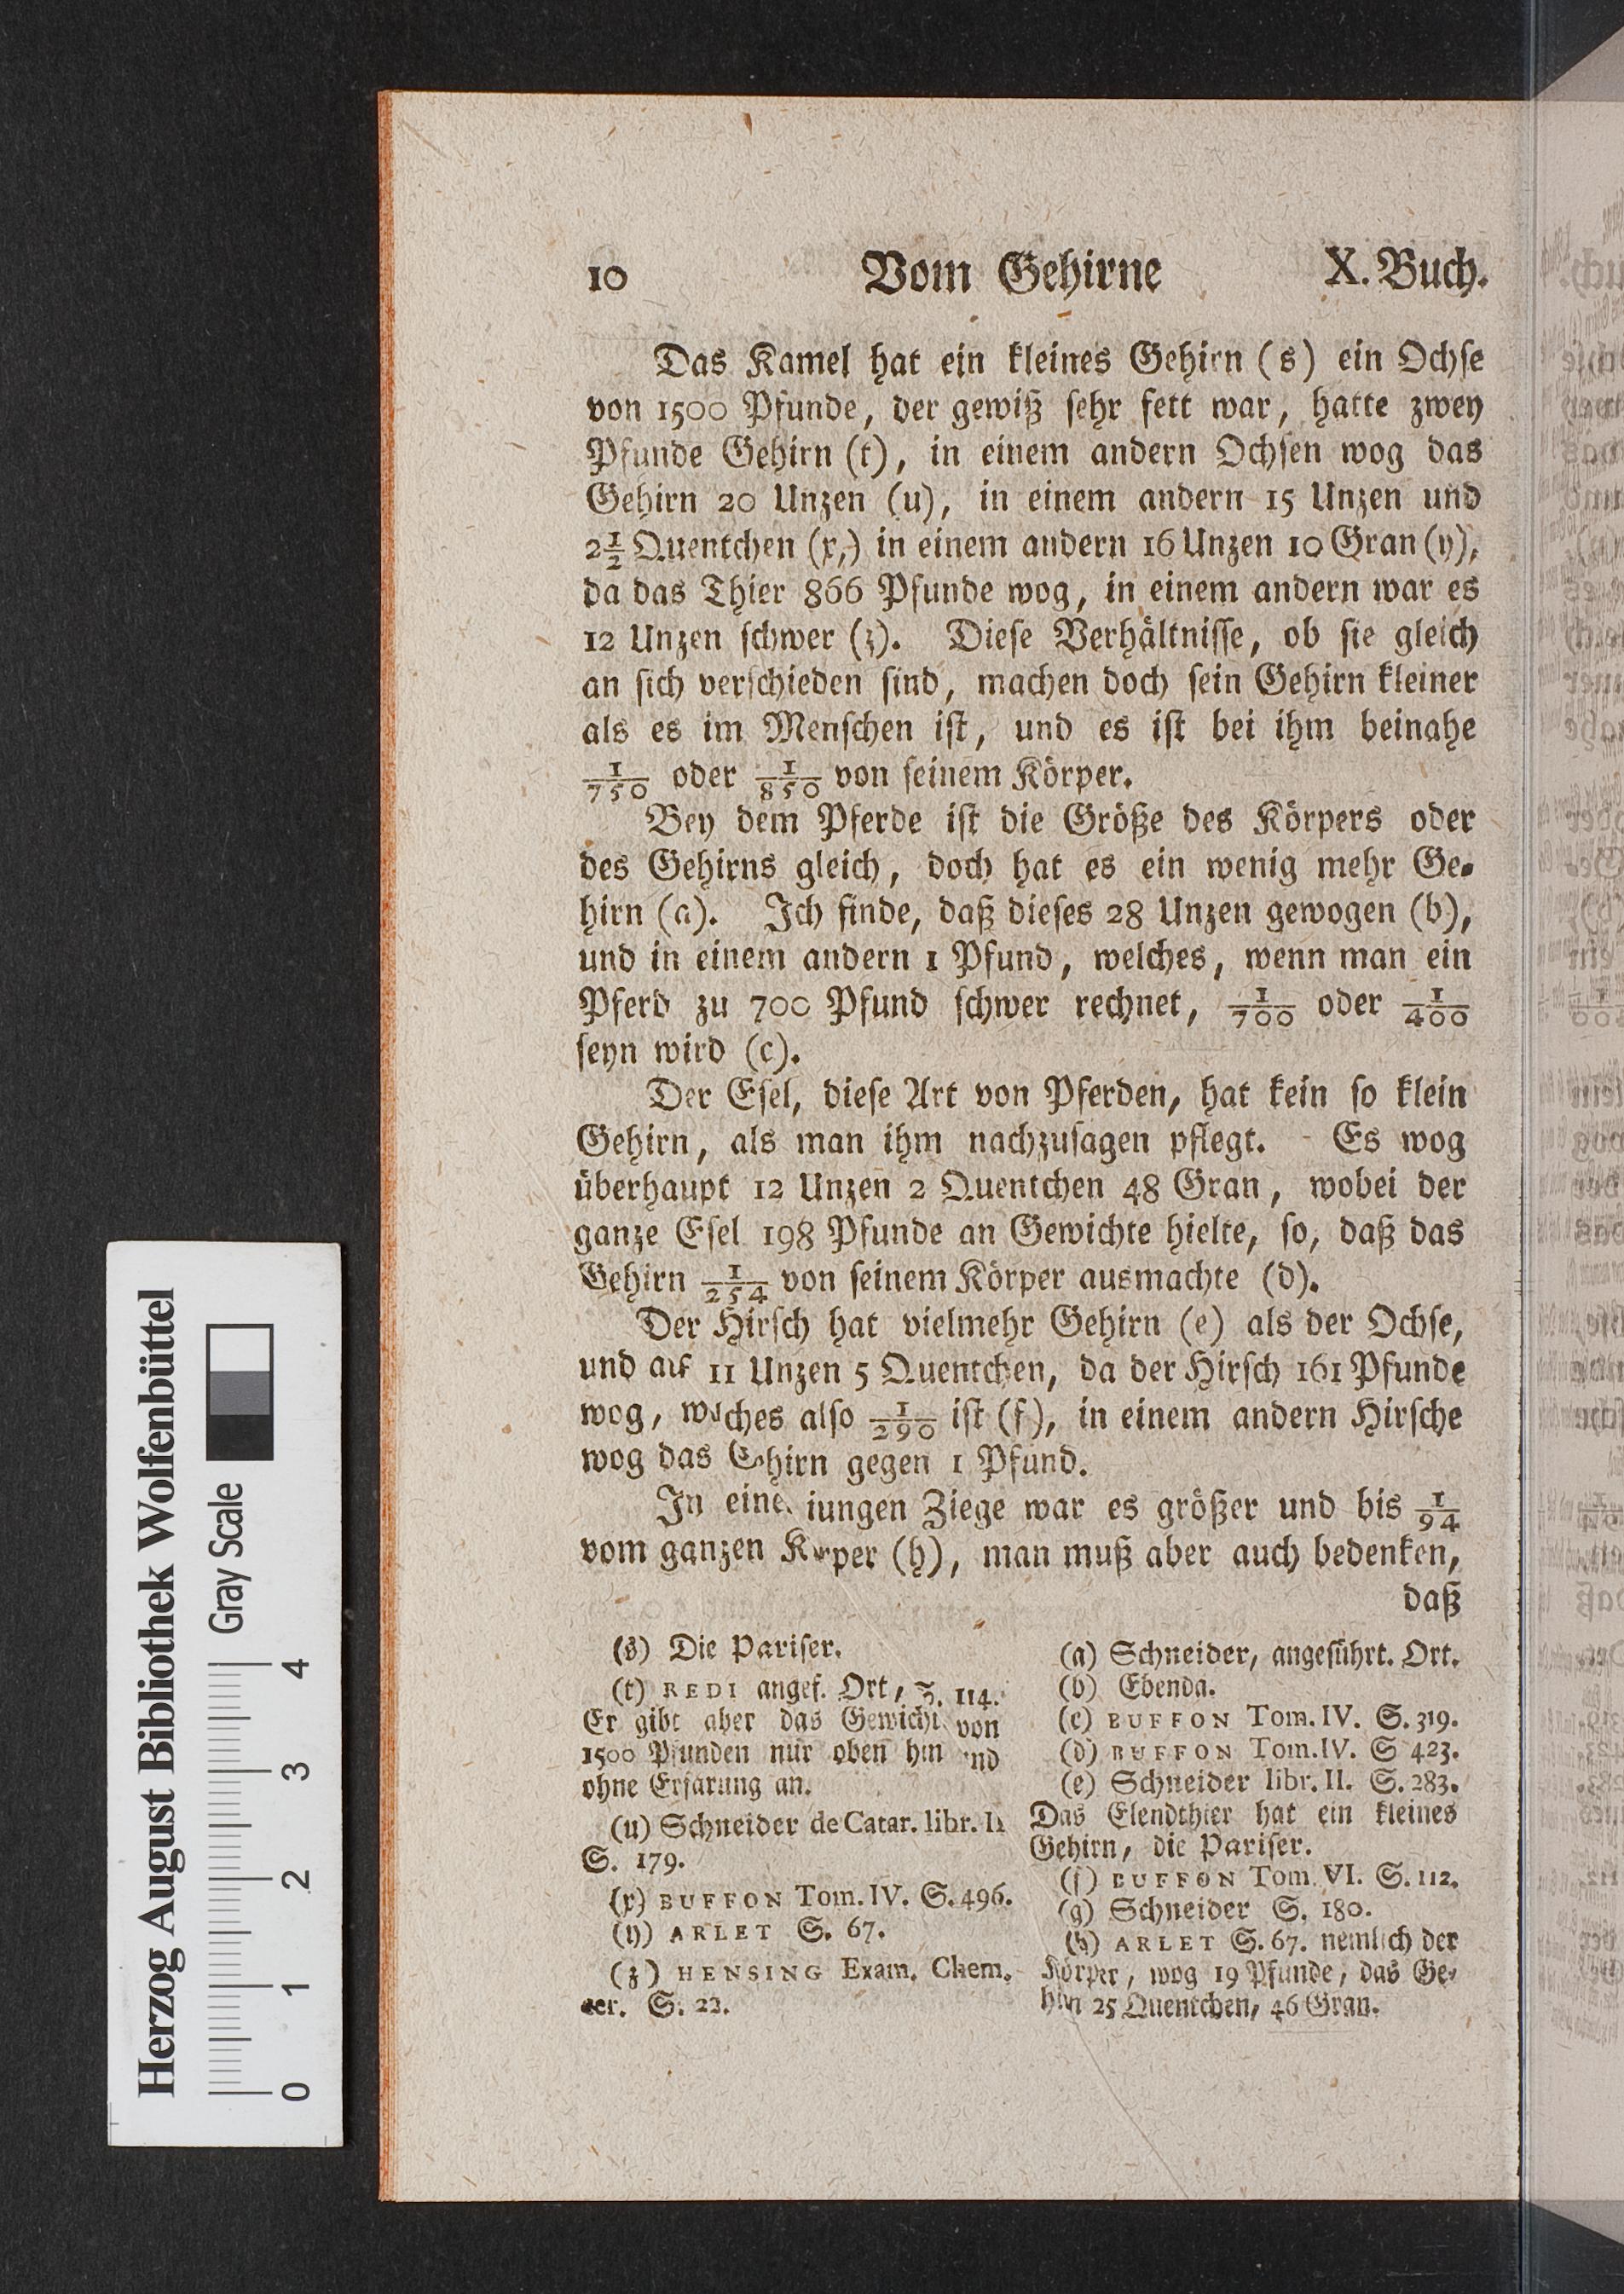 10 Vom Gehirne X. Buch.
Das Kamel hat ein kleines Gehirn (s) ein Ochse
von 1500 Pfunde, der gewiß sehr fett war, hatte zwey
Pfunde Gehirn (t), in einem andern Ochsen wog das
Gehirn 20 Unzen (u), in einem andern 15 Unzen und
2 1/2 Quentchen (x,) in einem andern 16 Unzen 10 Gran (y),
da das Thier 866 Pfunde wog, in einem andern war es
12 Unzen schwer (z). Diese Verhältnisse, ob sie gleich
an sich verschieden sind, machen doch sein Gehirn kleiner
als es im Menschen ist, und es ist bei ihm beinahe
1/750 oder 1/850 von seinem Körper.
Bey dem Pferde ist die Größe des Körpers oder
des Gehirns gleich, doch hat es ein wenig mehr Ge-
hirn (a). Ich finde, daß dieses 28 Unzen gewogen (b),
und in einem andern 1 Pfund, welches, wenn man ein
Pferd zu 700 Pfund schwer rechnet, 1/700 oder 1/400
seyn wird (c).
Der Esel, diese Art von Pferden, hat kein so klein
Gehirn, als man ihm nachzusagen pflegt. Es wog
überhaupt 12 Unzen 2 Quentchen 48 Gran, wobei der
ganze Esel 198 Pfunde an Gewichte hielte, so, daß das
Gehirn 1/254 von seinem Körper ausmachte (d).
Der Hirsch hat vielmehr Gehirn (e) als der Ochse,
und auf 11 Unzen 5 Quentchen, da der Hirsch 161 Pfunde
wog, welches also 1/290 ist (f), in einem andern Hirsche
wog das Gehirn gegen 1 Pfund.
In einer iungen Ziege war es größer und bis 1/94
vom ganzen Körper (h), man muß aber auch bedenken,
daß
(s) Die Pariser.
(t) REDI angef. Ort, S. 114.
Er gibt aber das Gewicht von
1500 Pfunden nur oben hin und
ohne Erfarung an.
(u) Schneider de Catar. libr. II
S. 179.
(x) BUFFON Tom. IV. S. 496.
(y) ARLET S. 67.
(z) HENSING Exam. Chem.
cer. S. 22.
(a) Schneider, angeführt. Ort.
(b) Ebenda.
(c) BUFFON Tom. IV. S. 319.
(d) BUFFON Tom. IV. S 423.
(e) Schneider libr. II. S. 283.
Das Elendthier hat ein kleines
Gehirn, die Pariser.
(f) BUFFON Tom. VI. S. 112.
(g) Schneider S. 180.
(h) ARLET S. 67. nemlich der
Körper, wog 19 Pfunde, das Ge-
hirn 25 Quentchen, 46 Gran.
Herzog August Bibliothek Wolfenbüttel
Gray Scale
0 1 2 3 4